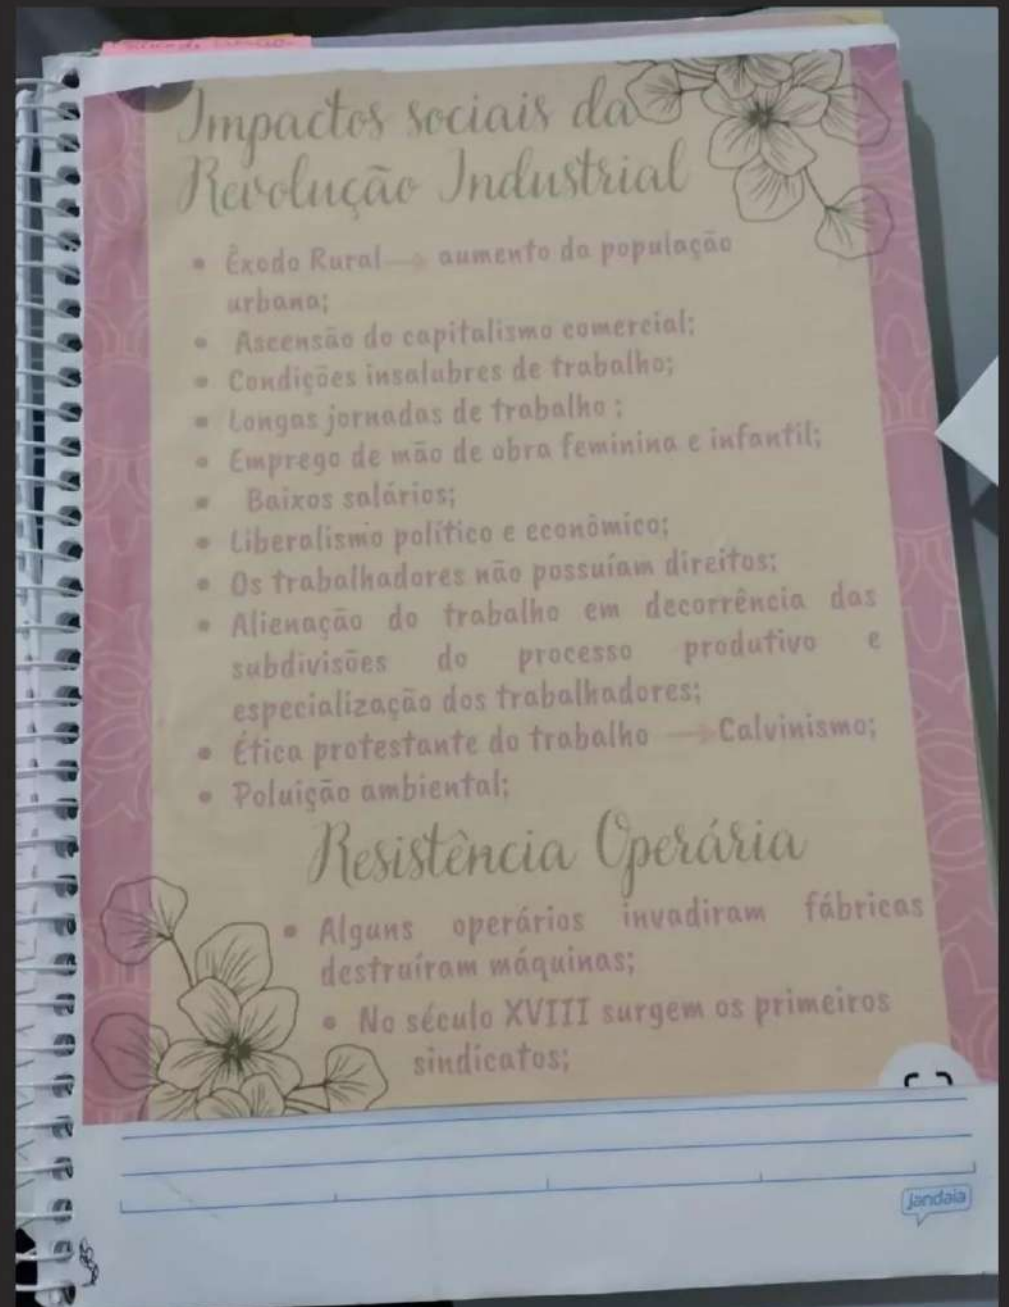 Impactos sociais da
Revolução Industrial
• Êxodo Rural → aumento da população
urbana;
• Ascensão do capitalismo comercial;
• Condições insalubres de trabalho;
• Longas jornadas de trabalho ;
• Emprego de mão de obra feminina e infantil;
• Baixos salários;
• Liberalismo político e econômico;
• Os trabalhadores não possuíam direitos;
• Alienação do trabalho em decorrência das
subdivisões do processo produtivo e
especialização dos trabalhadores;
• Ética protestante do trabalho → Calvinismo;
• Poluição ambiental;
Resistência Operária
• Alguns operários invadiram fábricas
destruíram máquinas;
• No século XVIII surgem os primeiros
sindicatos;
Jandaia